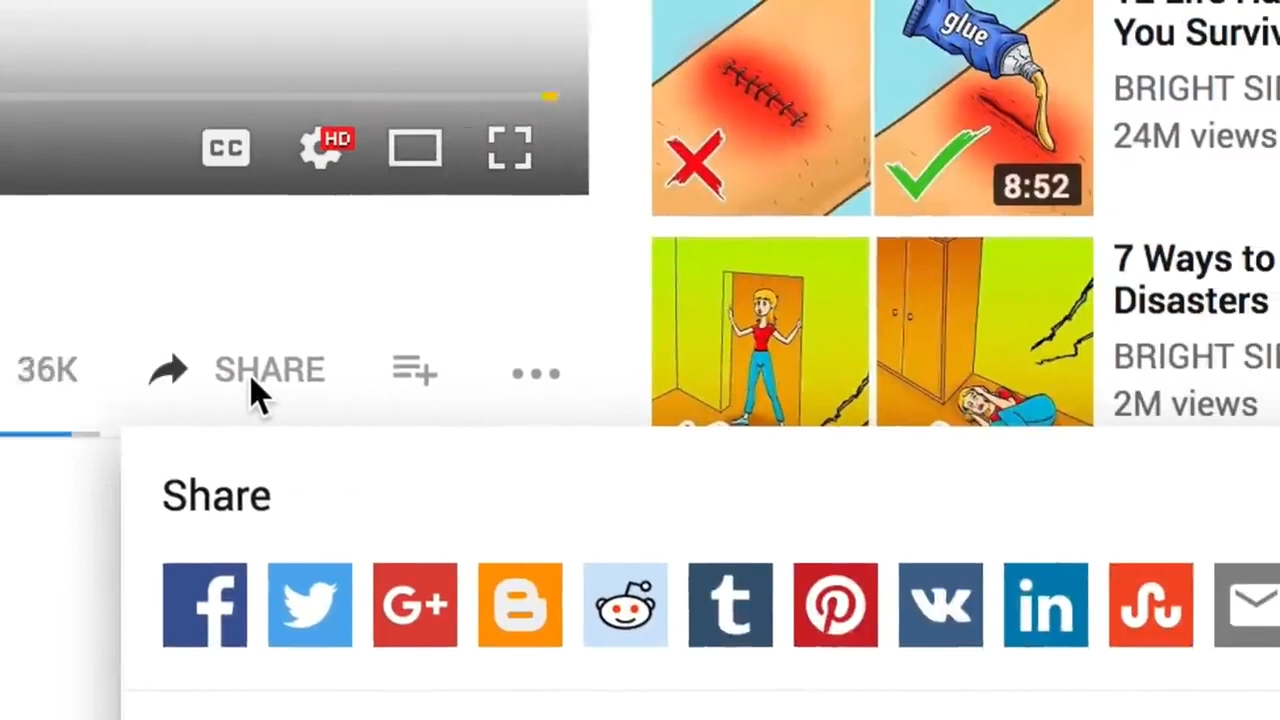 glue
You Surviv
BRIGHT SI
24M views
8:52
CC
HD
7 Ways to
Disasters
BRIGHT SI
2M views
36K
SHARE
Share
f
G+
B
t
in